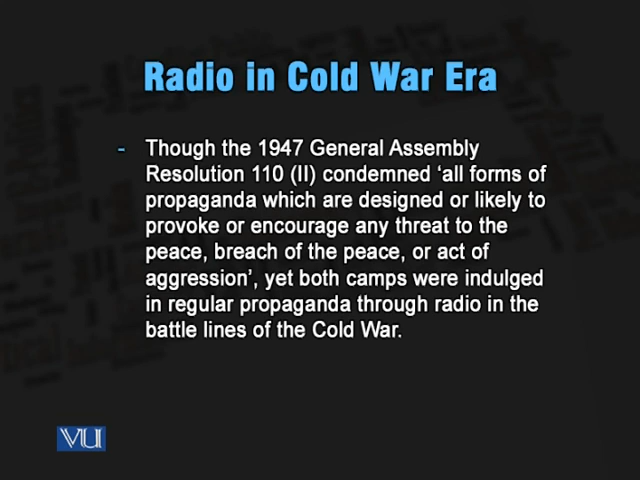 Radio in Cold War Era
- Though the 1947 General Assembly
Resolution 110 (II) condemned ‘all forms of
propaganda which are designed or likely to
provoke or encourage any threat to the
peace, breach of the peace, or act of
aggression’, yet both camps were indulged
in regular propaganda through radio in the
battle lines of the Cold War.
VU